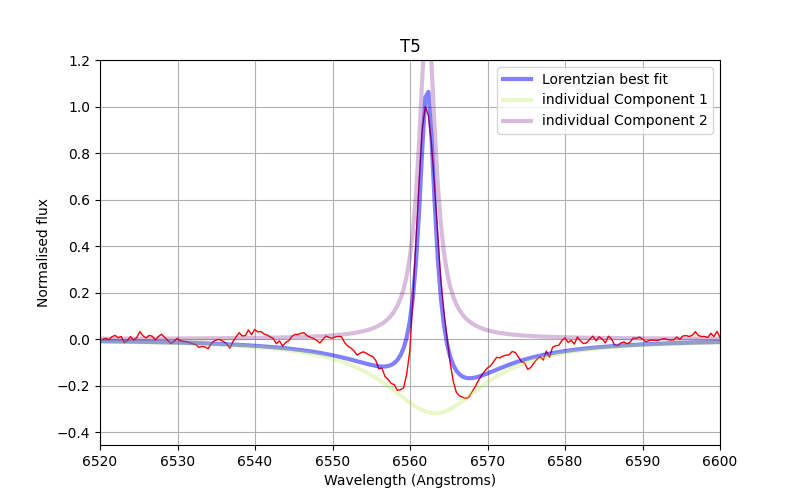 T5
1.2
1.0
0.8
0.6
0.4
0.2
0.0
−0.2
−0.4
Normalised flux
Lorentzian best fit
individual Component 1
individual Component 2
6520 6530 6540 6550 6560 6570 6580 6590 6600
Wavelength (Angstroms)